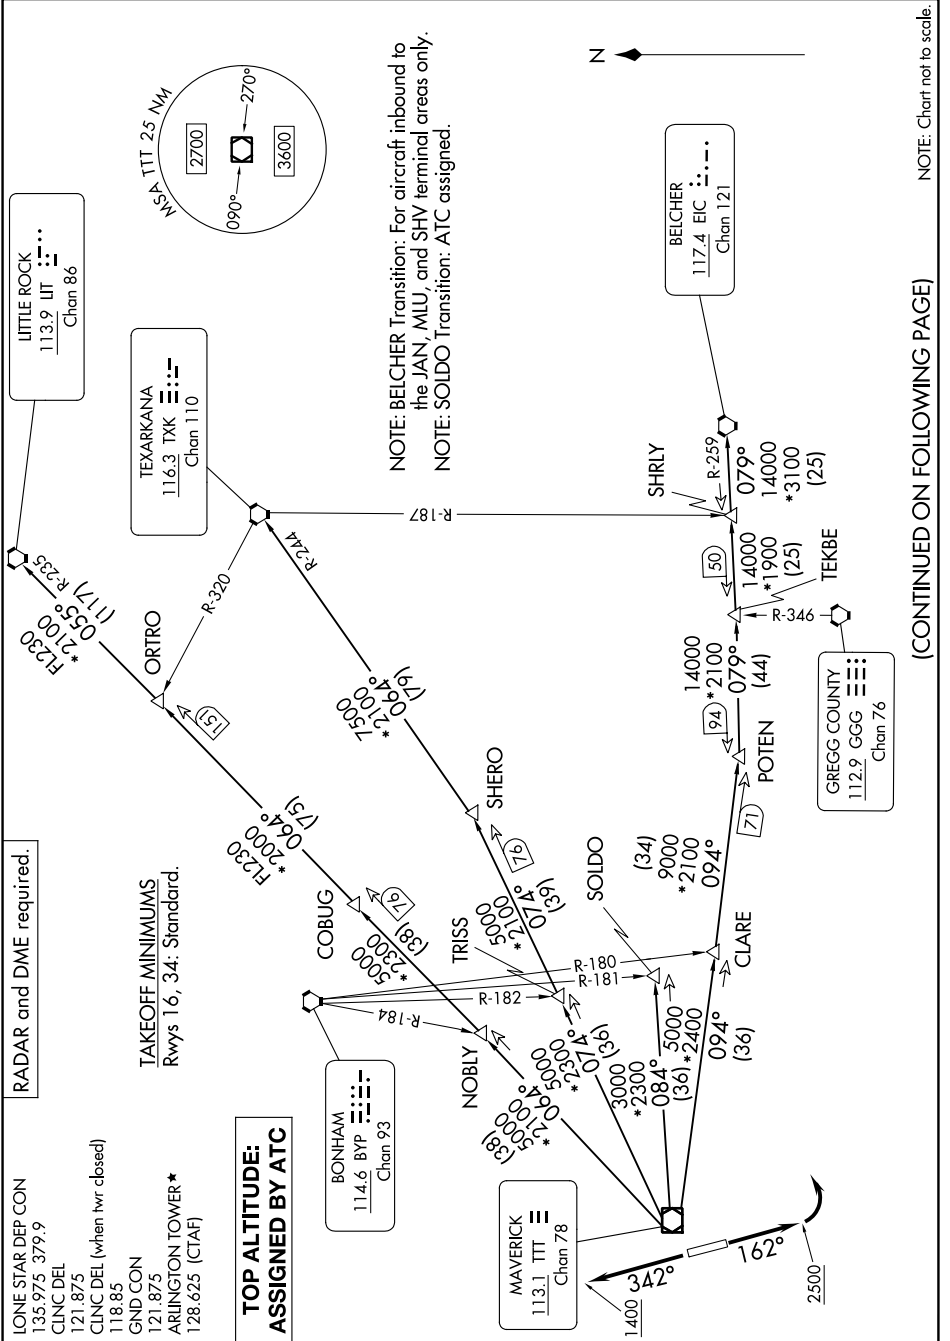 LONE STAR DEP CON
135.975 379.9
CLNC DEL
121.875
CLNC DEL (when twr closed)
118.85
GND CON
121.875
ARLINGTON TOWER★
128.625 (CTAF)
RADAR and DME required.
TAKEOFF MINIMUMS
Rwys 16, 34: Standard.
TOP ALTITUDE:
ASSIGNED BY ATC
LITTLE ROCK
113.9 LIT
Chan 86
TEXARKANA
116.3 TXK
Chan 110
MSA TTT 25 NM
2700
090°
270°
3600
NOTE: BELCHER Transition: For aircraft inbound to
the JAN, MLU, and SHV terminal areas only.
NOTE: SOLDO Transition: ATC assigned.
N
BELCHER
117.4 EIC
Chan 121
GREGG COUNTY
112.9 GGG
Chan 76
BONHAM
114.6 BYP
Chan 93
MAVERICK
113.1 TTT
Chan 78
342°
1400
162°
2500
(38)
5000
*2100
064°
NOBLY
R-184
5000
*2300
(38)
COBUG
76
FL230
*2000
064°
(75)
ORTRO
151
R-320
FL230
*2100
055°
(117)
R-235
5000
*2300
074°
(36)
TRISS
R-182
5000
*2100
074°
(39)
SHERO
76
7500
*2100
064°
(79)
R-244
3000
*2300
084°
(36)
SOLDO
R-181
5000
*2400
094°
(36)
CLARE
R-180
(34)
9000
*2100
094°
71
POTEN
94
14000
*2100
079°
(44)
TEKBE
R-346
50
14000
*1900
(25)
SHRLY
R-187
R-259
079°
14000
*3100
(25)
(CONTINUED ON FOLLOWING PAGE)
NOTE: Chart not to scale.